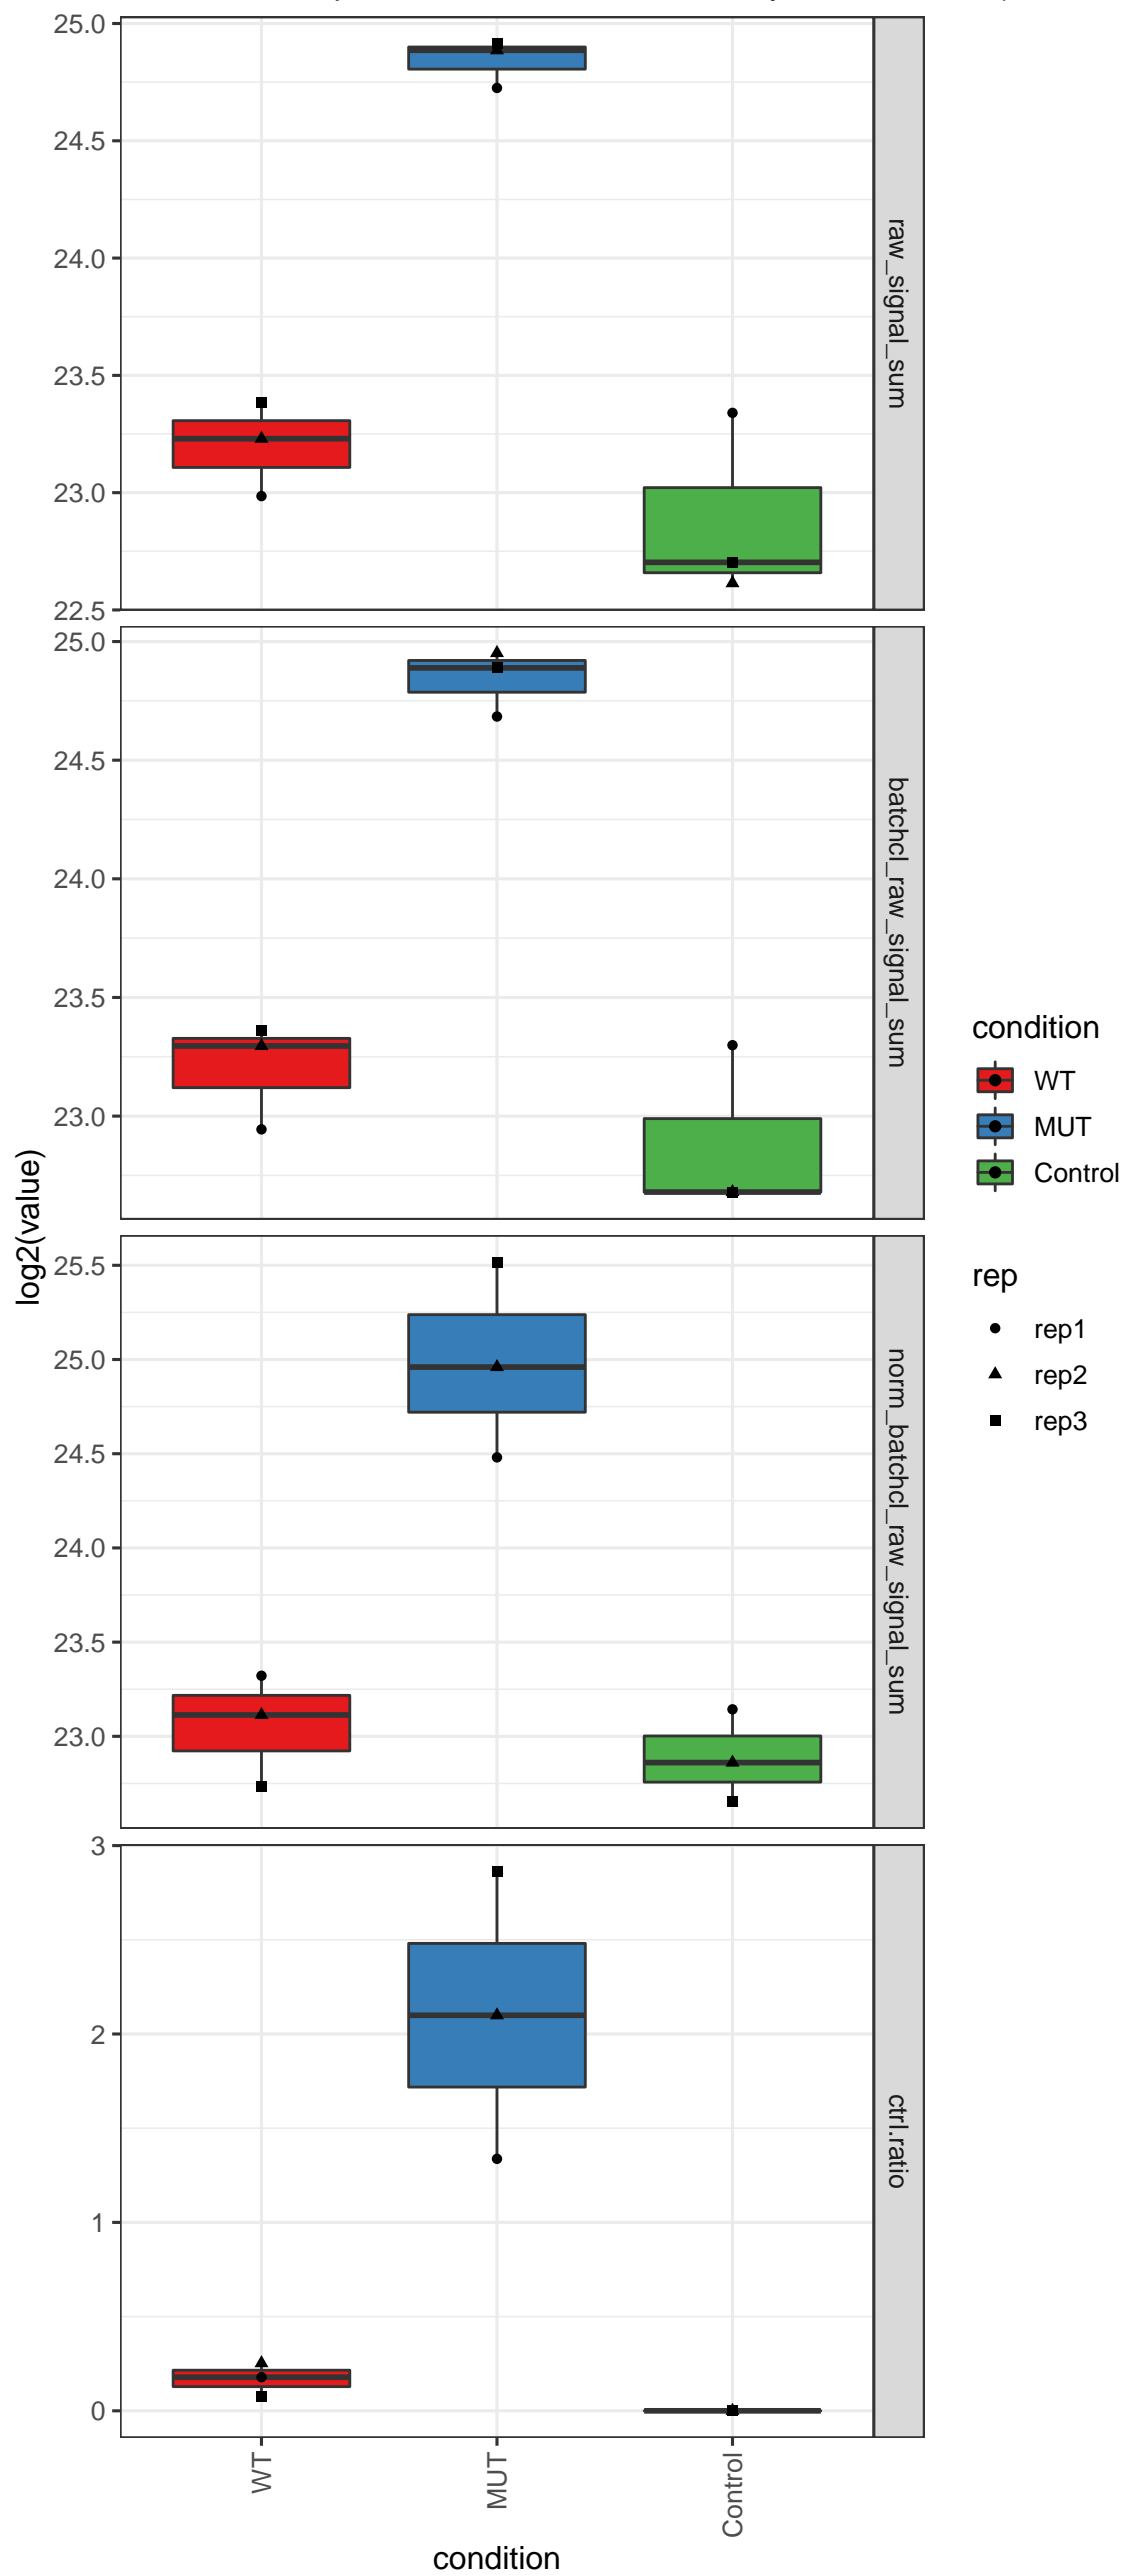 25.0
24.5
24.0
23.5
23.0
22.5
raw_signal_sum
25.0
24.5
24.0
23.5
23.0
batchcl_raw_signal_sum
25.5
25.0
24.5
24.0
23.5
23.0
norm_batchcl_raw_signal_sum
3
2
1
0
ctrl.ratio
log2(value)
WT
MUT
Control
condition
condition
WT
MUT
Control
rep
rep1
rep2
rep3